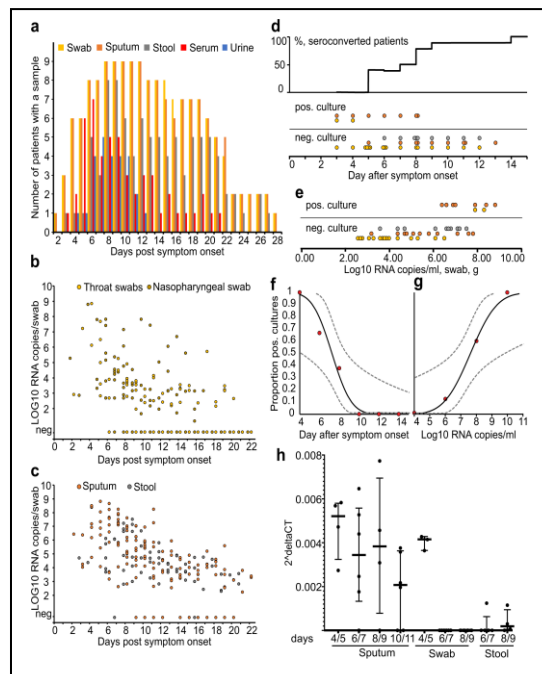 a
Swab Sputum Stool Serum Urine
Number of patients with a sample
9
8
7
6
5
4
3
2
1
2 4 6 8 10 12 14 16 18 20 22 24 26 28
Days post symptom onset
b
Throat swabs Nasopharyngeal swab
LOG10 RNA copies/swab
10
9
8
7
6
5
4
3
2
neg.
0 2 4 6 8 10 12 14 16 18 20 22
Days post symptom onset
c
Sputum Stool
LOG10 RNA copies/swab
10
9
8
7
6
5
4
3
2
neg
0 2 4 6 8 10 12 14 16 18 20 22
Days post symptom onset
d
%, seroconverted patients
100
50
0
pos. culture
neg. culture
0 2 4 6 8 10 12 14
Day after symptom onset
e
pos. culture
neg. culture
0.00 2.00 4.00 6.00 8.00 10.00
Log10 RNA copies/ml, swab, g
f g
Proportion pos. cultures
1
0.9
0.8
0.7
0.6
0.5
0.4
0.3
0.2
0.1
0
4 6 8 10 12 14
Day after symptom onset
4 5 6 7 8 9 10 11
Log10 RNA copies/ml
h
2^deltaCT
0.008
0.006
0.004
0.002
days 4/5 6/7 8/9 10/11 4/5 6/7 8/9 6/7 8/9
Sputum Swab Stool